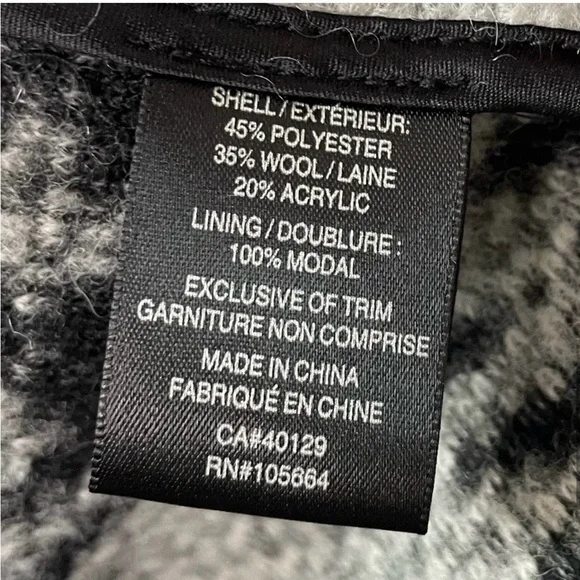 SHELL/EXTÉRIEUR:
45% POLYESTER
35% WOOL/LAINE
20% ACRYLIC
LINING/DOUBLURE:
100% MODAL
EXCLUSIVE OF TRIM
GARNITURE NON COMPRISE
MADE IN CHINA
FABRIQUÉ EN CHINE
CA#40129
RN#105664